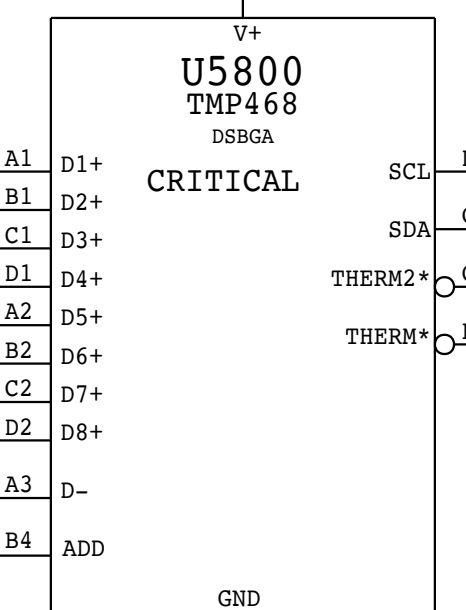 V+
U5800
TMP468
DSBGA
CRITICAL
A1 D1+
B1 D2+
C1 D3+
D1 D4+
A2 D5+
B2 D6+
C2 D7+
D2 D8+
A3 D-
B4 ADD
SCL
SDA
THERM2*
THERM*
GND